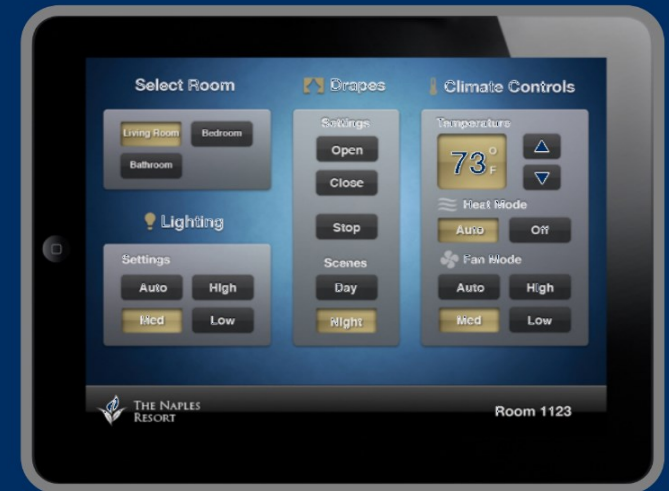 Select Room
Living Room
Bedroom
Bathroom
Lighting
Settings
Auto
High
Med
Low
Drapes
Settings
Open
Close
Stop
Scenes
Day
Night
Climate Controls
Temperature
73°F
Heat Mode
Auto
Off
Fan Mode
Auto
High
Med
Low
THE NAPLES
RESORT
Room 1123